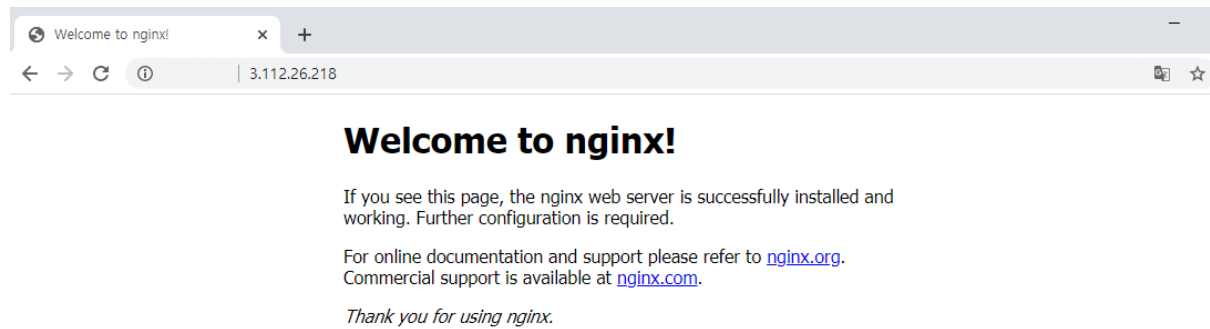 Welcome to nginx!
3.112.26.218
Welcome to nginx!
If you see this page, the nginx web server is successfully installed and
working. Further configuration is required.
For online documentation and support please refer to nginx.org.
Commercial support is available at nginx.com.
Thank you for using nginx.